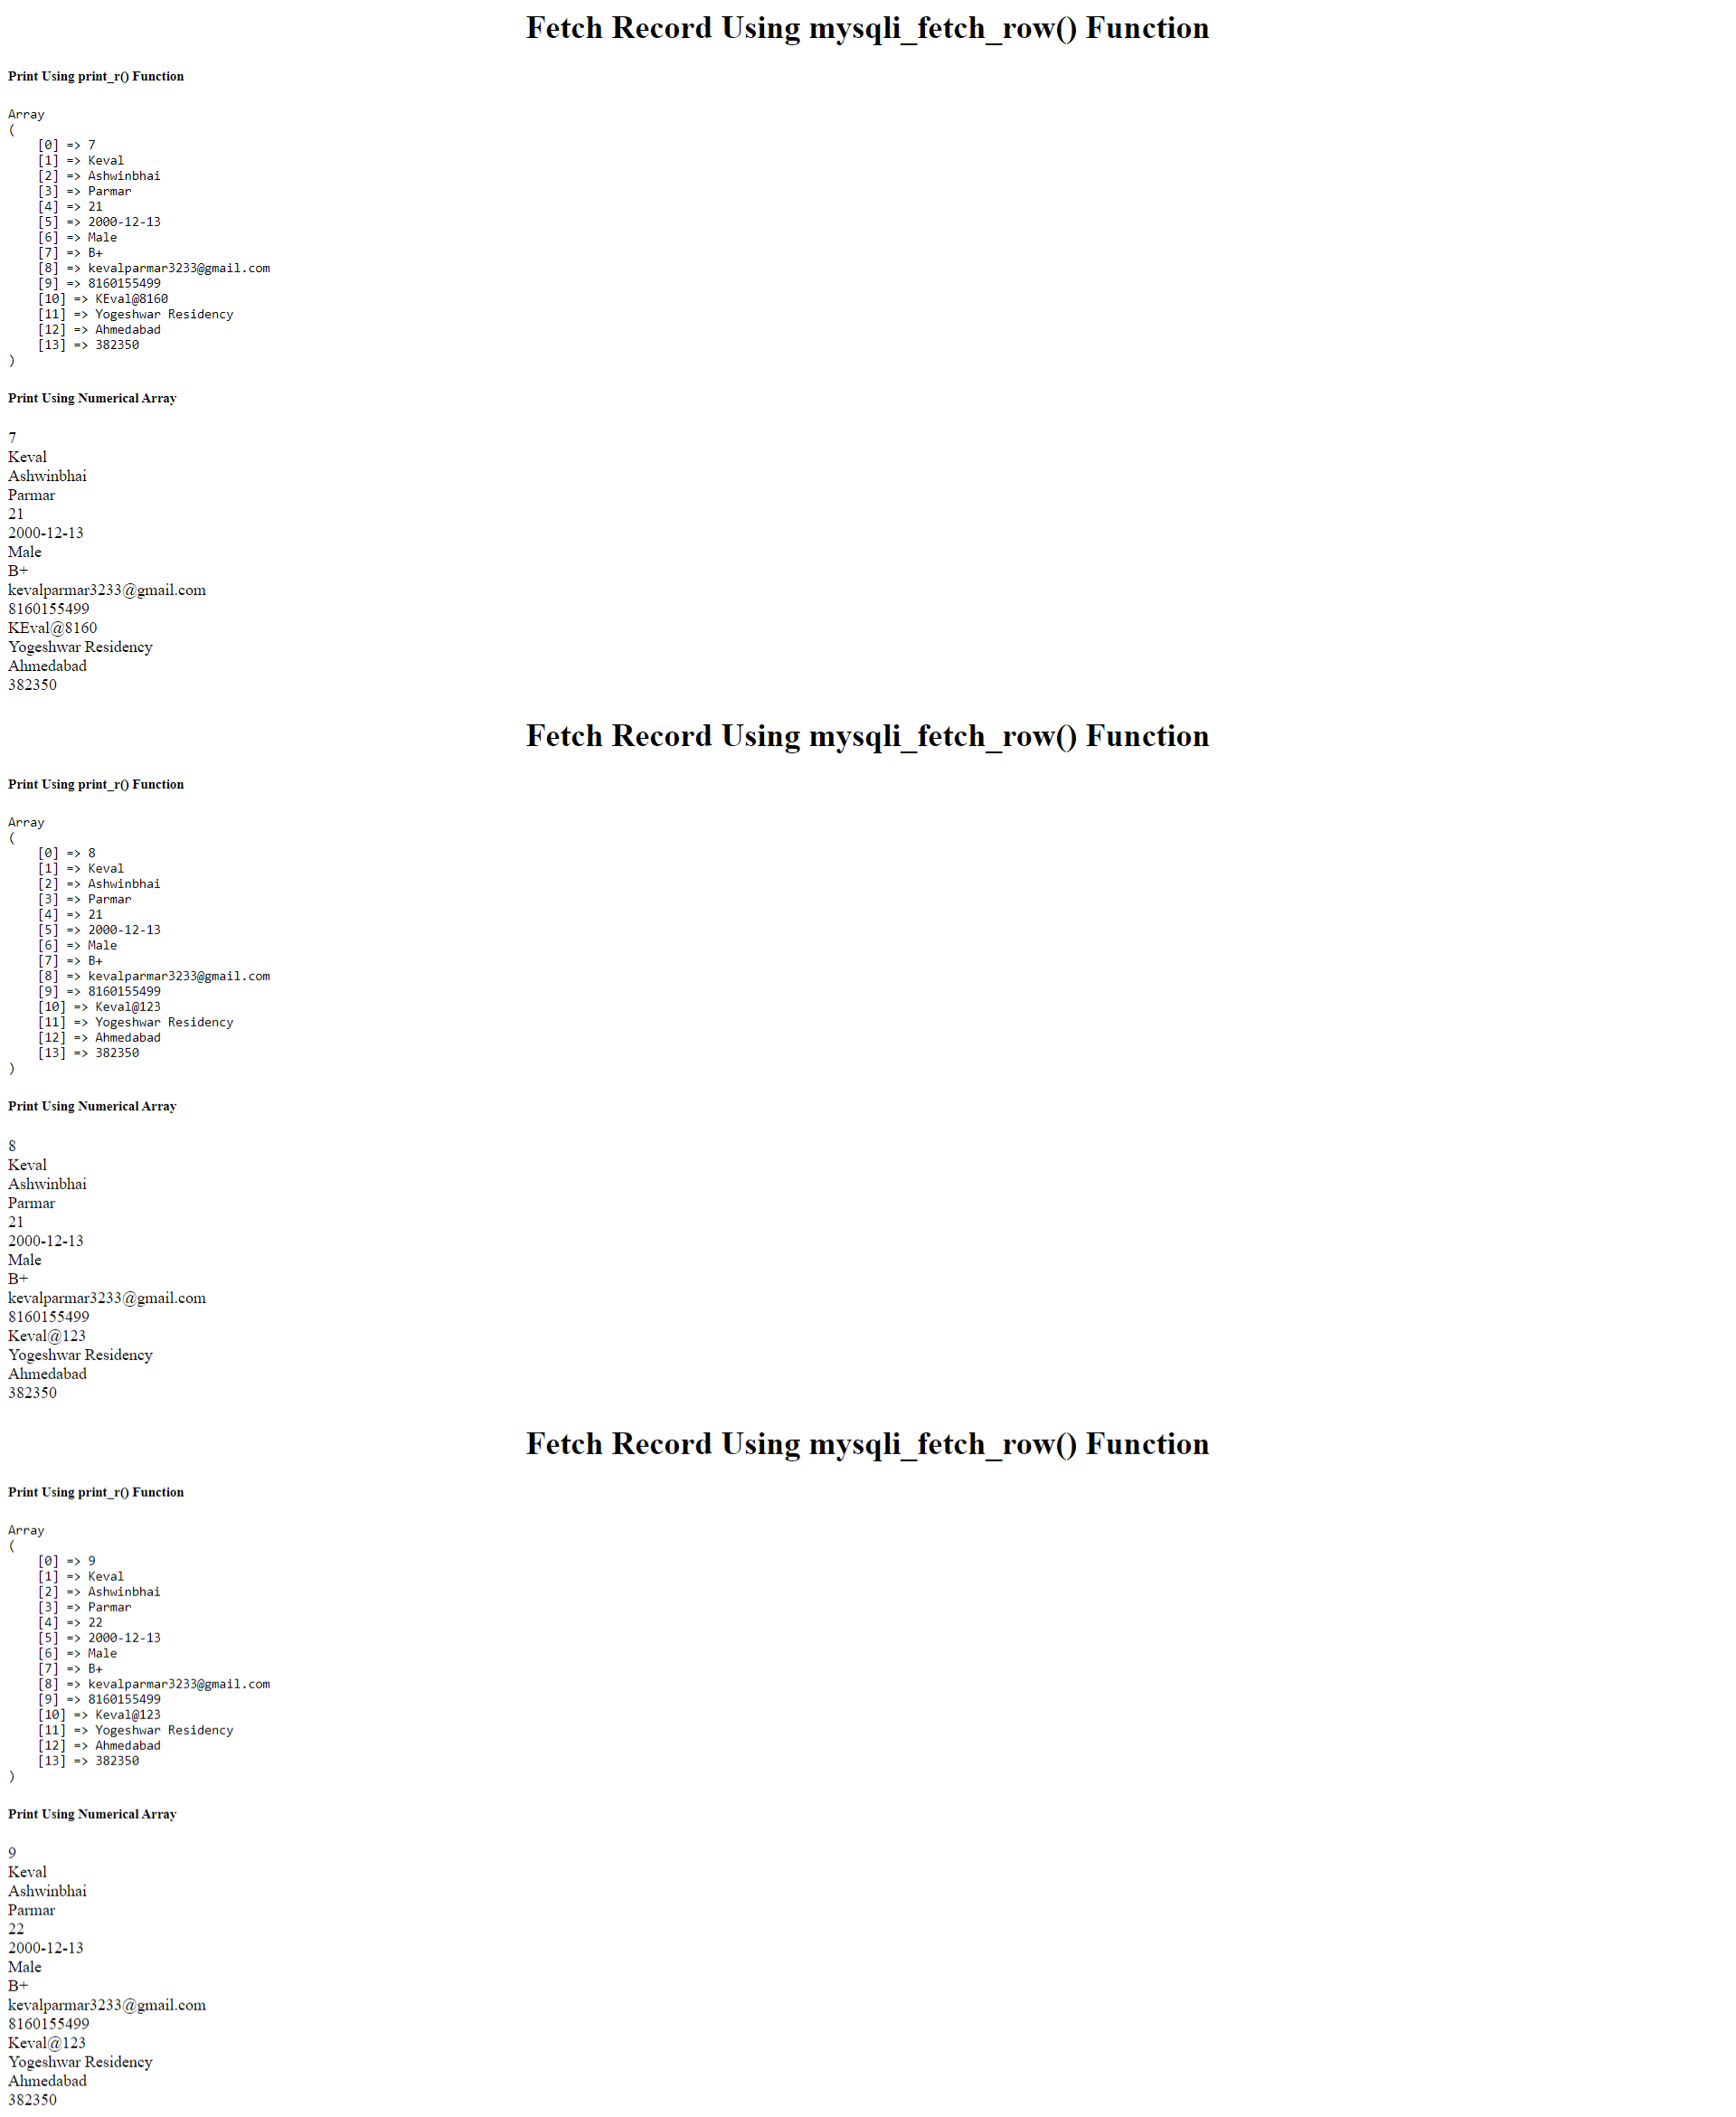 Fetch Record Using mysqli_fetch_row() Function
Print Using print_r() Function
Array
(
    [0] => 7
    [1] => Keval
    [2] => Ashwinbhai
    [3] => Parmar
    [4] => 21
    [5] => 2000-12-13
    [6] => Male
    [7] => B+
    [8] => kevalparmar3233@gmail.com
    [9] => 8160155499
    [10] => KEval@8160
    [11] => Yogeshwar Residency
    [12] => Ahmedabad
    [13] => 382350
)
Print Using Numerical Array
7
Keval
Ashwinbhai
Parmar
21
2000-12-13
Male
B+
kevalparmar3233@gmail.com
8160155499
KEval@8160
Yogeshwar Residency
Ahmedabad
382350
Fetch Record Using mysqli_fetch_row() Function
Print Using print_r() Function
Array
(
    [0] => 8
    [1] => Keval
    [2] => Ashwinbhai
    [3] => Parmar
    [4] => 21
    [5] => 2000-12-13
    [6] => Male
    [7] => B+
    [8] => kevalparmar3233@gmail.com
    [9] => 8160155499
    [10] => Keval@123
    [11] => Yogeshwar Residency
    [12] => Ahmedabad
    [13] => 382350
)
Print Using Numerical Array
8
Keval
Ashwinbhai
Parmar
21
2000-12-13
Male
B+
kevalparmar3233@gmail.com
8160155499
Keval@123
Yogeshwar Residency
Ahmedabad
382350
Fetch Record Using mysqli_fetch_row() Function
Print Using print_r() Function
Array
(
    [0] => 9
    [1] => Keval
    [2] => Ashwinbhai
    [3] => Parmar
    [4] => 22
    [5] => 2000-12-13
    [6] => Male
    [7] => B+
    [8] => kevalparmar3233@gmail.com
    [9] => 8160155499
    [10] => Keval@123
    [11] => Yogeshwar Residency
    [12] => Ahmedabad
    [13] => 382350
)
Print Using Numerical Array
9
Keval
Ashwinbhai
Parmar
22
2000-12-13
Male
B+
kevalparmar3233@gmail.com
8160155499
Keval@123
Yogeshwar Residency
Ahmedabad
382350